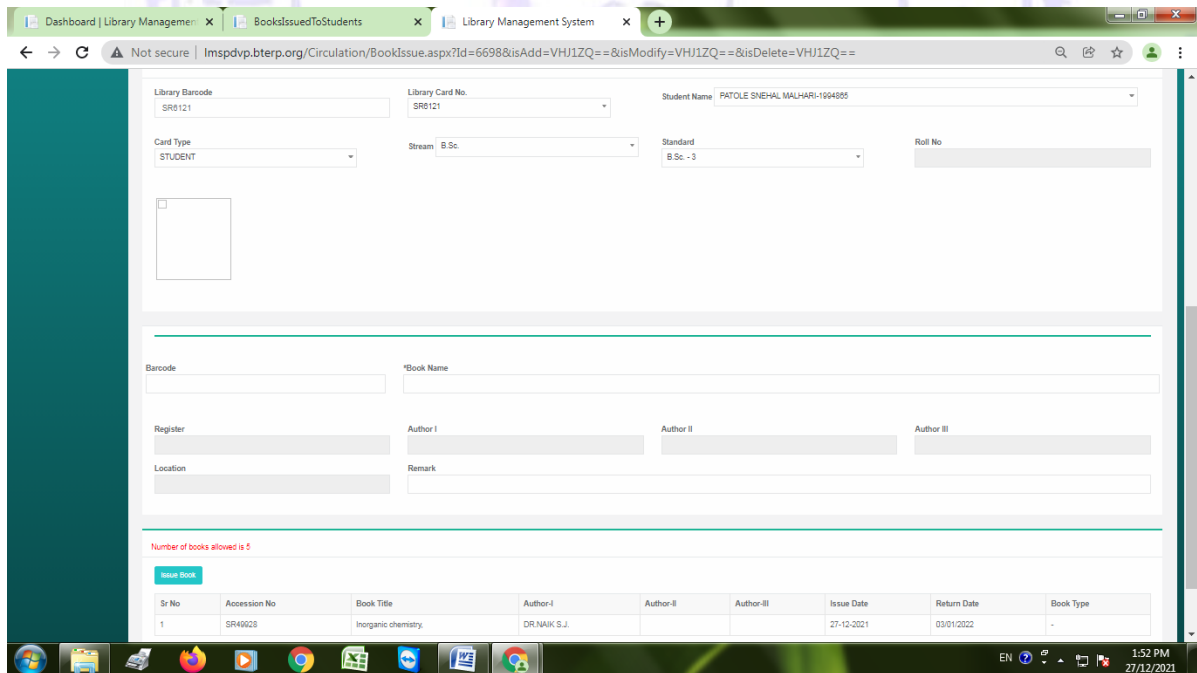 Dashboard | Library Management
BooksIssuedToStudents
Library Management System
Not secure | lmspdvp.bterp.org/Circulation/BookIssue.aspx?Id=6698&isAdd=VHJ1ZQ==&isModify=VHJ1ZQ==&isDelete=VHJ1ZQ==
Library Barcode Library Card No. Student Name PATOLE SNEHAL MALHARI-1994865
SR6121 SR6121
Card Type Stream B.Sc. Standard Roll No
STUDENT B.Sc. - 3
Barcode *Book Name
Register Author I Author II Author III
Location Remark
Number of books allowed is 5
Issue Book
Sr No Accession No Book Title Author-I Author-II Author-III Issue Date Return Date Book Type
1 SR49928 Inorganic chemistry, DR.NAIK S.J. 27-12-2021 03/01/2022 -
EN 1:52 PM
27/12/2021